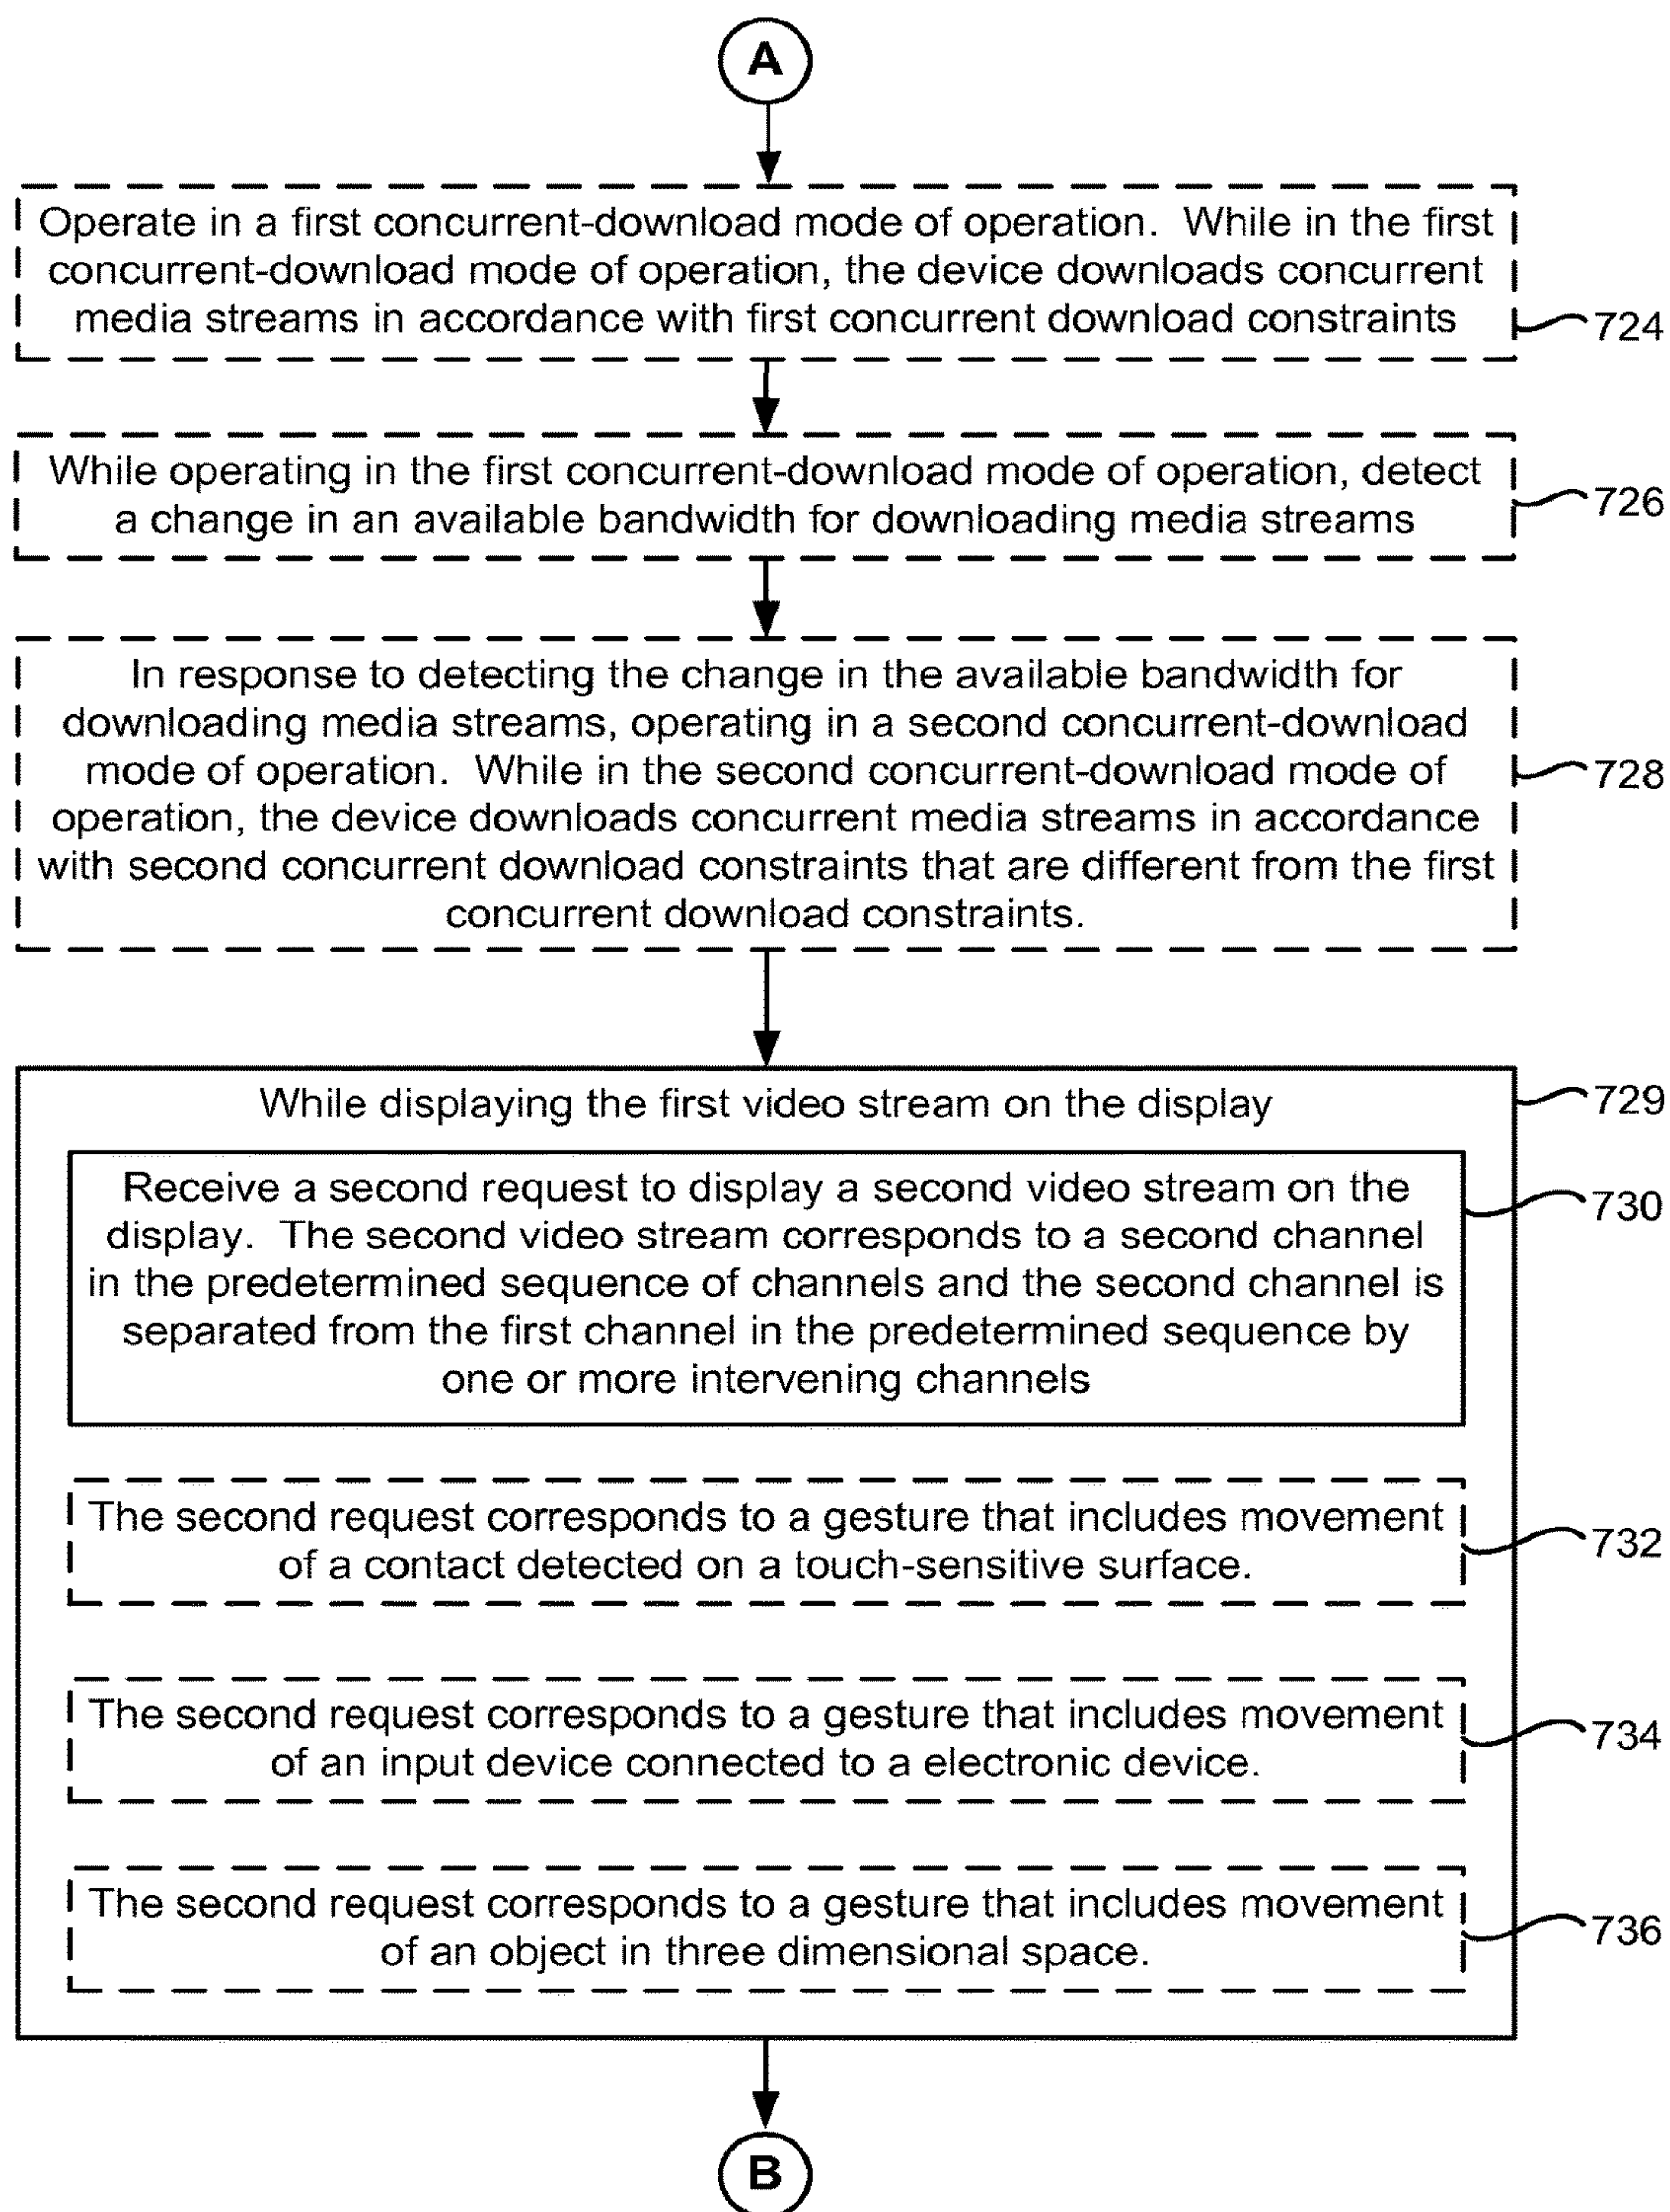 A
Operate in a first concurrent-download mode of operation.  While in the first
concurrent-download mode of operation, the device downloads concurrent
media streams in accordance with first concurrent download constraints
724
While operating in the first concurrent-download mode of operation, detect
a change in an available bandwidth for downloading media streams
726
In response to detecting the change in the available bandwidth for
downloading media streams, operating in a second concurrent-download
mode of operation.  While in the second concurrent-download mode of
operation, the device downloads concurrent media streams in accordance
with second concurrent download constraints that are different from the first
concurrent download constraints.
728
While displaying the first video stream on the display
729
Receive a second request to display a second video stream on the
display.  The second video stream corresponds to a second channel
in the predetermined sequence of channels and the second channel is
separated from the first channel in the predetermined sequence by
one or more intervening channels
730
The second request corresponds to a gesture that includes movement
of a contact detected on a touch-sensitive surface.
732
The second request corresponds to a gesture that includes movement
of an input device connected to a electronic device.
734
The second request corresponds to a gesture that includes movement
of an object in three dimensional space.
736
B